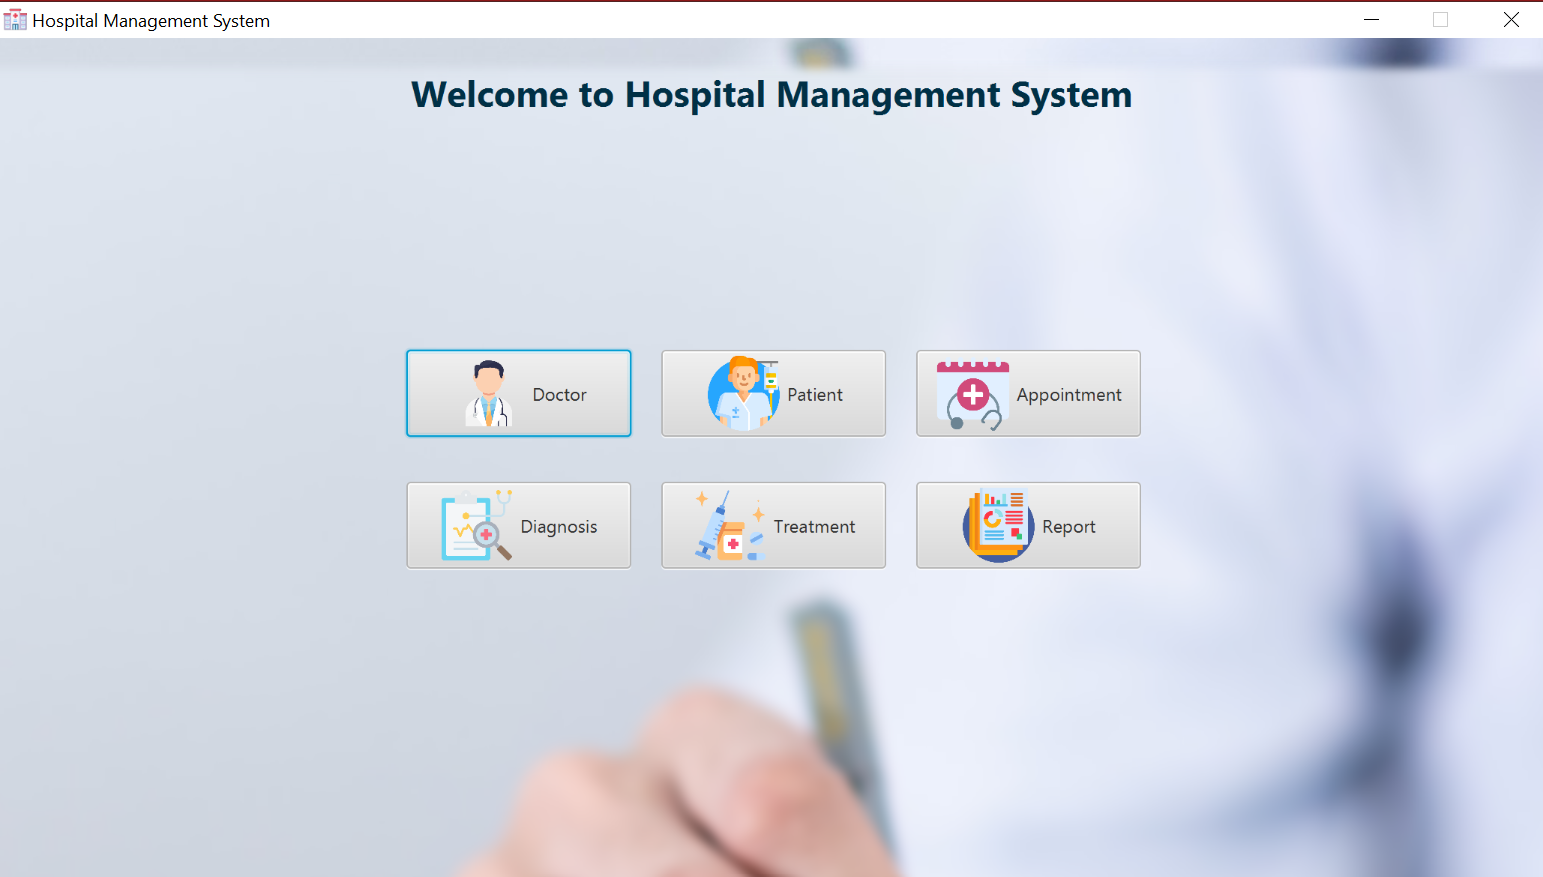 Hospital Management System
Welcome to Hospital Management System
Doctor
Patient
Appointment
Diagnosis
Treatment
Report